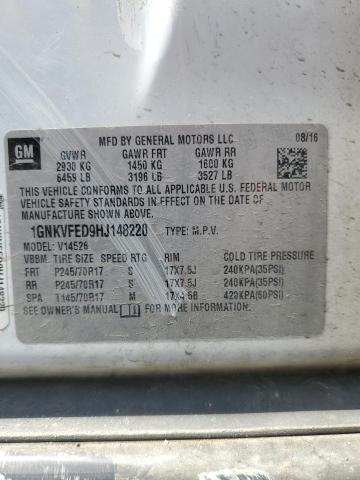 GM
MFD BY GENERAL MOTORS LLC 08/16
GVWR GAWR FRT GAWR RR
2930 KG 1450 KG 1600 KG
6459 LB 3196 LB 3527 LB
THIS VEHICLE CONFORMS TO ALL APPLICABLE U.S. FEDERAL MOTOR
VEHICLE SAFETY STANDARDS IN EFFECT ON THE DATE OF
MANUFACTURE SHOWN ABOVE.
1GNKVFED9HJ148220 TYPE: M.P.V.
MODEL: V14526
VBBM TIRE SIZE SPEED RTG RIM COLD TIRE PRESSURE
FRT P245/70R17 S 17X7.5J 240KPA(35PSI)
RR P245/70R17 S 17X7.5J 240KPA(35PSI)
SPA T145/70R17 M 17X4.5B 420KPA(60PSI)
SEE OWNER'S MANUAL FOR MORE INFORMATION.